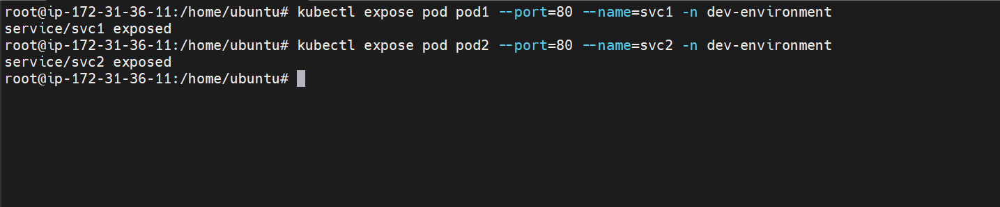 root@ip-172-31-36-11:/home/ubuntu# kubectl expose pod pod1 --port=80 --name=svc1 -n dev-environment
service/svc1 exposed
root@ip-172-31-36-11:/home/ubuntu# kubectl expose pod pod2 --port=80 --name=svc2 -n dev-environment
service/svc2 exposed
root@ip-172-31-36-11:/home/ubuntu#